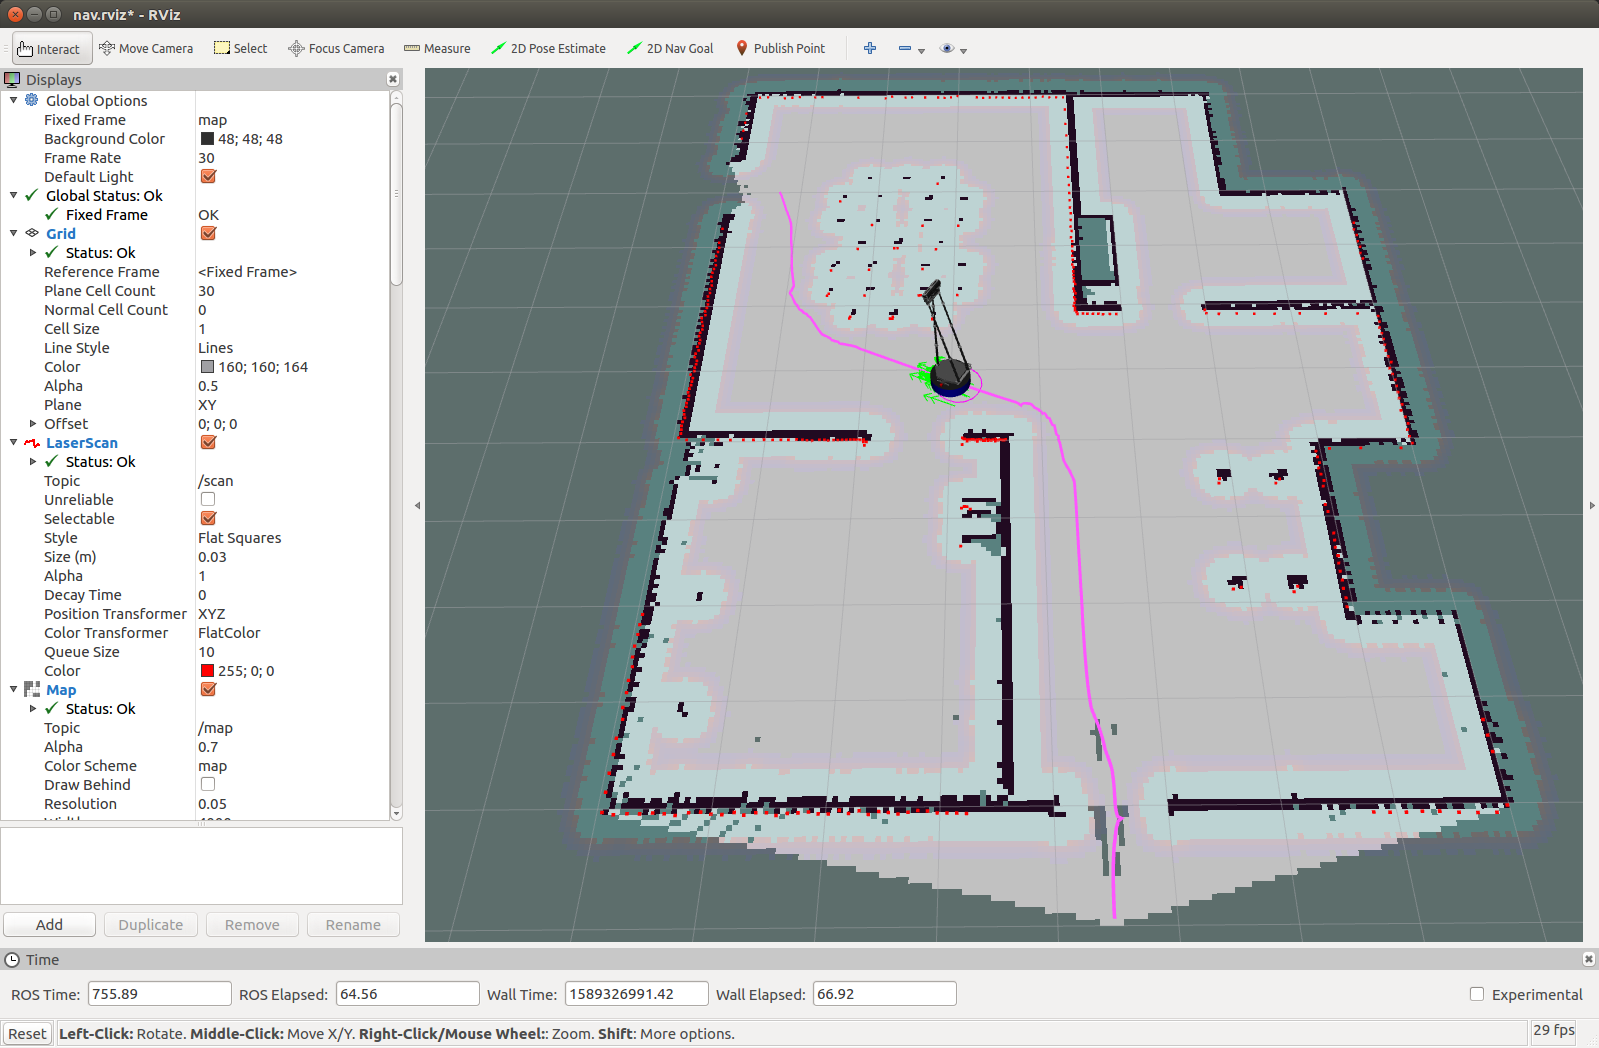 nav.rviz* - RViz
Interact Move Camera Select Focus Camera Measure 2D Pose Estimate 2D Nav Goal Publish Point
Displays
Global Options
Fixed Frame map
Background Color 48; 48; 48
Frame Rate 30
Default Light
Global Status: Ok
Fixed Frame OK
Grid
Status: Ok
Reference Frame <Fixed Frame>
Plane Cell Count 30
Normal Cell Count 0
Cell Size 1
Line Style Lines
Color 160; 160; 164
Alpha 0.5
Plane XY
Offset 0; 0; 0
LaserScan
Status: Ok
Topic /scan
Unreliable
Selectable
Style Flat Squares
Size (m) 0.03
Alpha 1
Decay Time 0
Position Transformer XYZ
Color Transformer FlatColor
Queue Size 10
Color 255; 0; 0
Map
Status: Ok
Topic /map
Alpha 0.7
Color Scheme map
Draw Behind
Resolution 0.05
Add Duplicate Remove Rename
Time
ROS Time: 755.89 ROS Elapsed: 64.56 Wall Time: 1589326991.42 Wall Elapsed: 66.92 Experimental
Reset Left-Click: Rotate. Middle-Click: Move X/Y. Right-Click/Mouse Wheel:: Zoom. Shift: More options. 29 fps